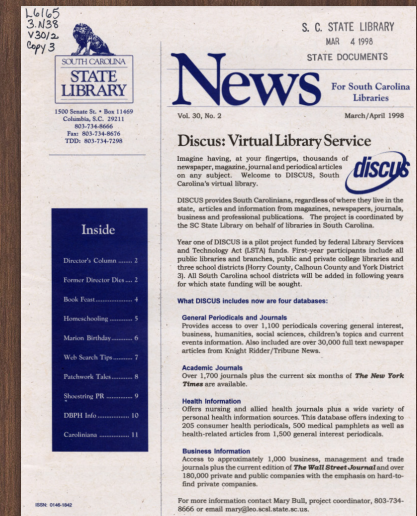 L6165
3.N38
V30/2
Copy 3
S. C. STATE LIBRARY
MAR 4 1998
STATE DOCUMENTS
SOUTH CAROLINA
STATE
LIBRARY
1500 Senate St. • Box 11469
Columbia, S.C. 29211
803-734-8666
Fax: 803-734-8676
TDD: 803-734-7298
News
For South Carolina
Libraries
Vol. 30, No. 2
March/April 1998
Discus: Virtual Library Service
Imagine having, at your fingertips, thousands of
newspaper, magazine, journal and periodical articles
on any subject. Welcome to DISCUS, South
Carolina's virtual library.
discus
DISCUS provides South Carolinians, regardless of where they live in the
state, articles and information from magazines, newspapers, journals,
business and professional publications. The project is coordinated by
the SC State Library on behalf of libraries in South Carolina.
Year one of DISCUS is a pilot project funded by federal Library Services
and Technology Act (LSTA) funds. First-year participants include all
public libraries and branches, public and private college libraries and
three school districts (Horry County, Calhoun County and York District
3). All South Carolina school districts will be added in following years
for which state funding will be sought.
What DISCUS includes now are four databases:
General Periodicals and Journals
Provides access to over 1,100 periodicals covering general interest,
business, humanities, social sciences, children's topics and current
events information. Also included are over 30,000 full text newspaper
articles from Knight Ridder/Tribune News.
Academic Journals
Over 1,700 journals plus the current six months of The New York
Times are available.
Health Information
Offers nursing and allied health journals plus a wide variety of
personal health information sources. This database offers indexing to
205 consumer health periodicals, 500 medical pamphlets as well as
health-related articles from 1,500 general interest periodicals.
Business Information
Access to approximately 1,000 business, management and trade
journals plus the current edition of The Wall Street Journal and over
180,000 private and public companies with the emphasis on hard-to-
find private companies.
For more information contact Mary Bull, project coordinator, 803-734-
8666 or email mary@leo.scsl.state.sc.us.
Inside
Director's Column ... 2
Former Director Dies ... 2
Book Feast ... 4
Homeschooling ... 5
Marion Birthday ... 6
Web Search Tips ... 7
Patchwork Tales ... 8
Shoestring PR ... 9
DBPH Info ... 10
Carolinians ... 11
ISSN: 0146-1842